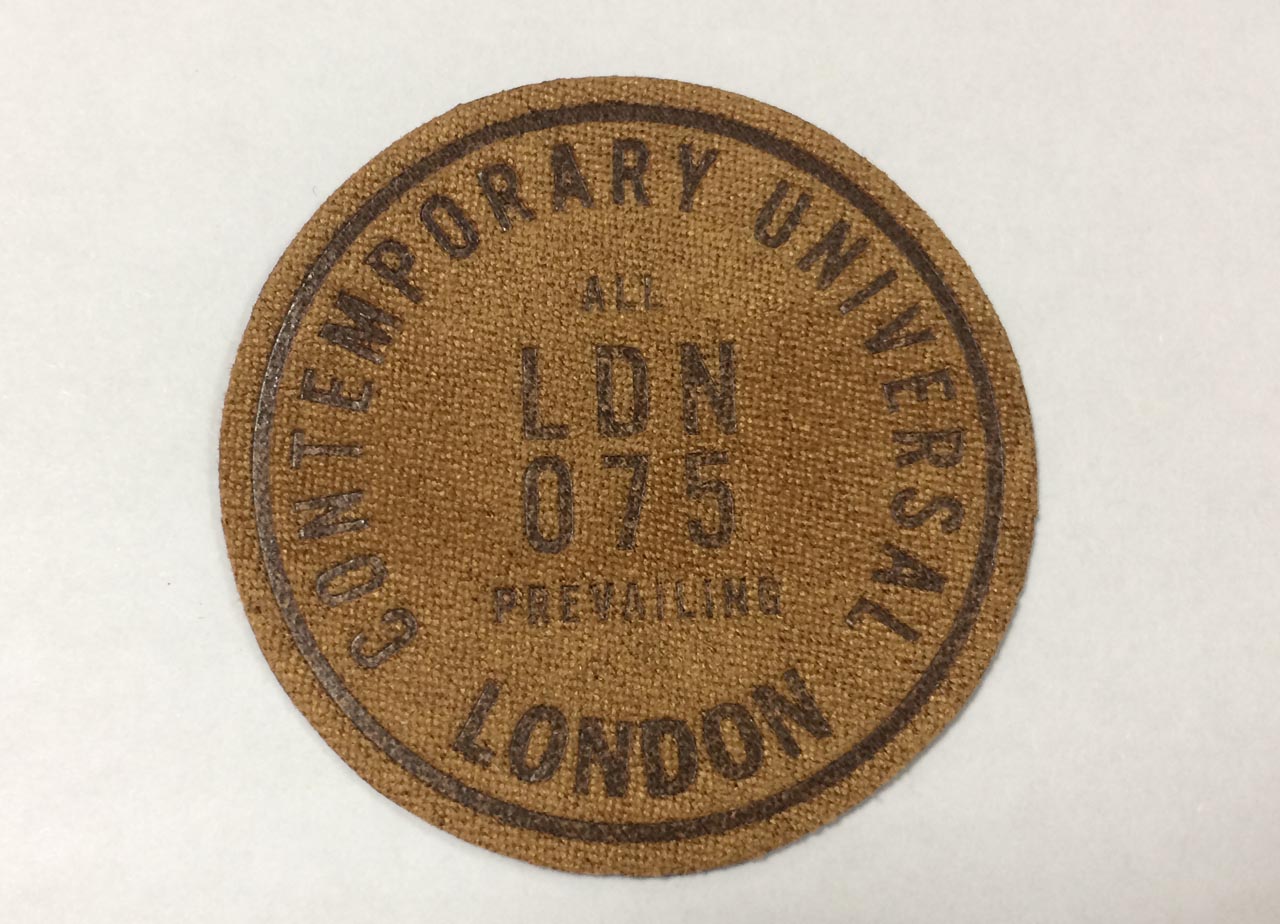 CONTEMPORARY UNIVERSAL
ALL
LDN
075
PREVAILING
LONDON